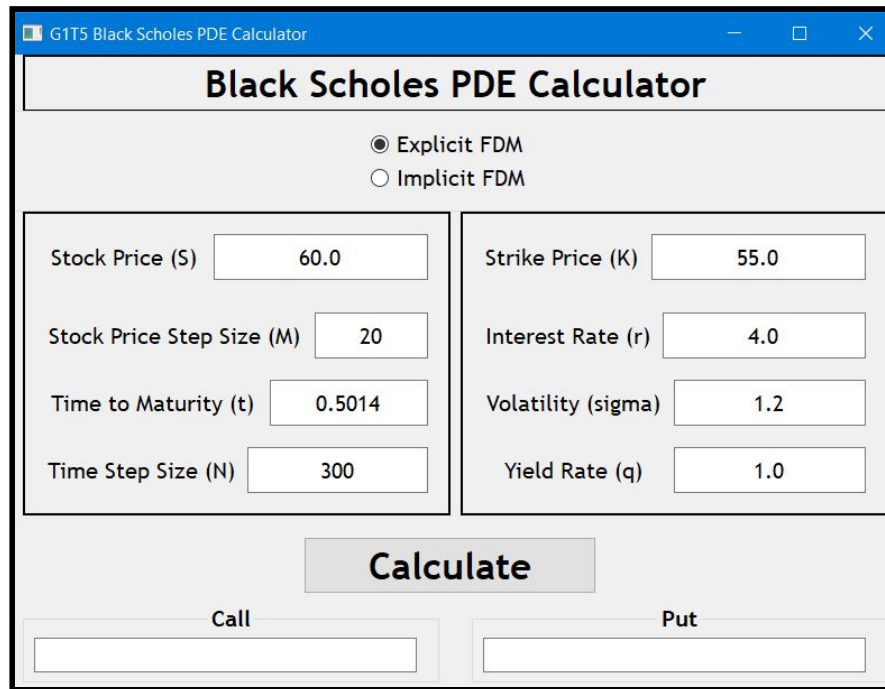 G1T5 Black Scholes PDE Calculator
Black Scholes PDE Calculator
Explicit FDM
Implicit FDM
Stock Price (S) 60.0
Stock Price Step Size (M) 20
Time to Maturity (t) 0.5014
Time Step Size (N) 300
Strike Price (K) 55.0
Interest Rate (r) 4.0
Volatility (sigma) 1.2
Yield Rate (q) 1.0
Calculate
Call
Put